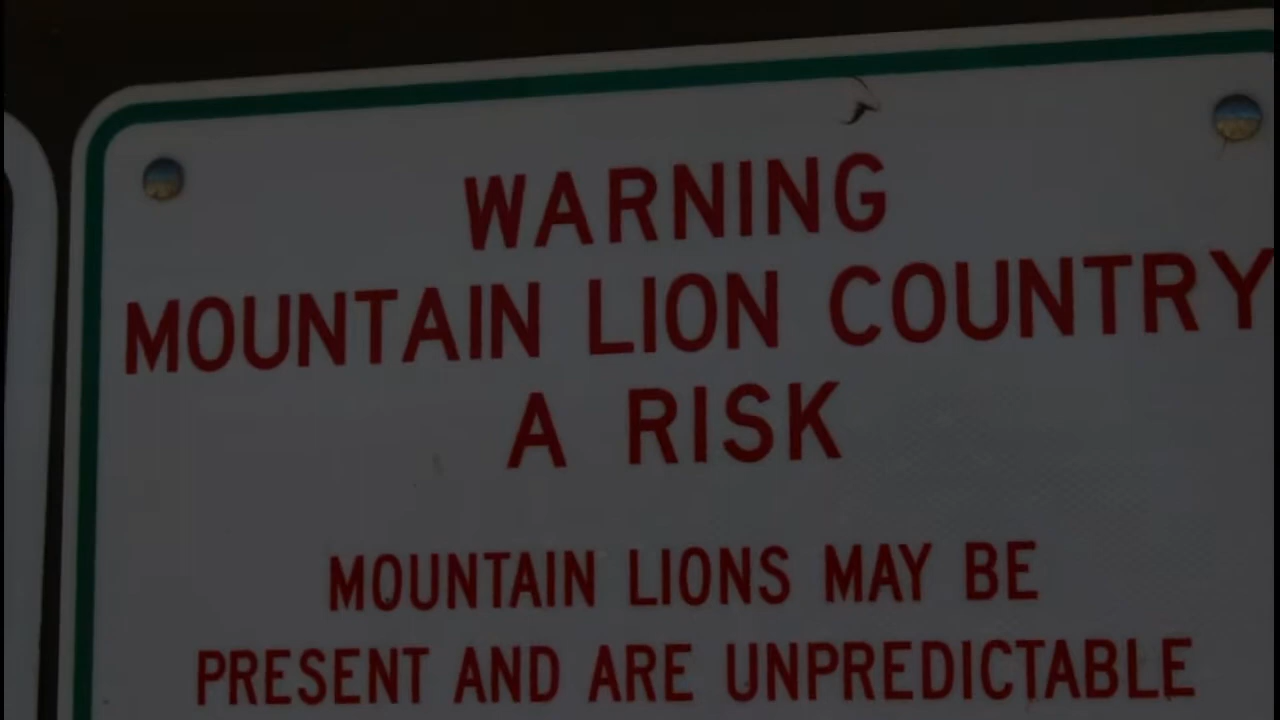 WARNING
MOUNTAIN LION COUNTRY
A RISK
MOUNTAIN LIONS MAY BE
PRESENT AND ARE UNPREDICTABLE